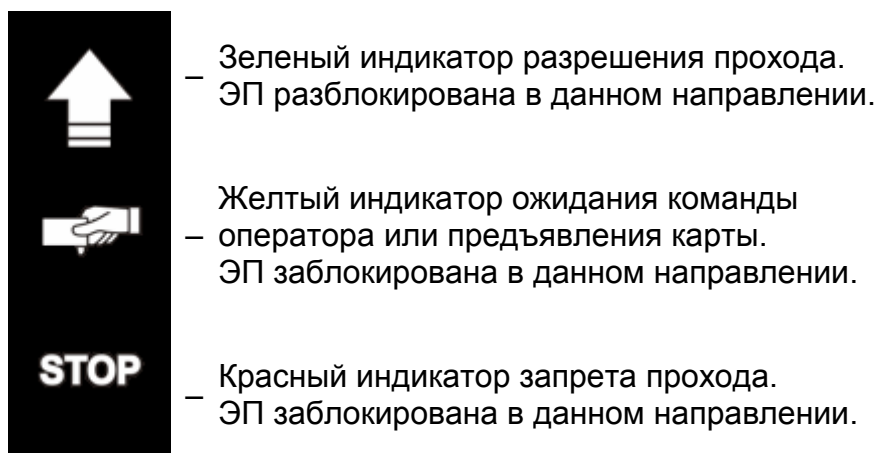 – Зеленый индикатор разрешения прохода.
ЭП разблокирована в данном направлении.
Желтый индикатор ожидания команды
– оператора или предъявления карты.
ЭП заблокирована в данном направлении.
STOP
– Красный индикатор запрета прохода.
ЭП заблокирована в данном направлении.